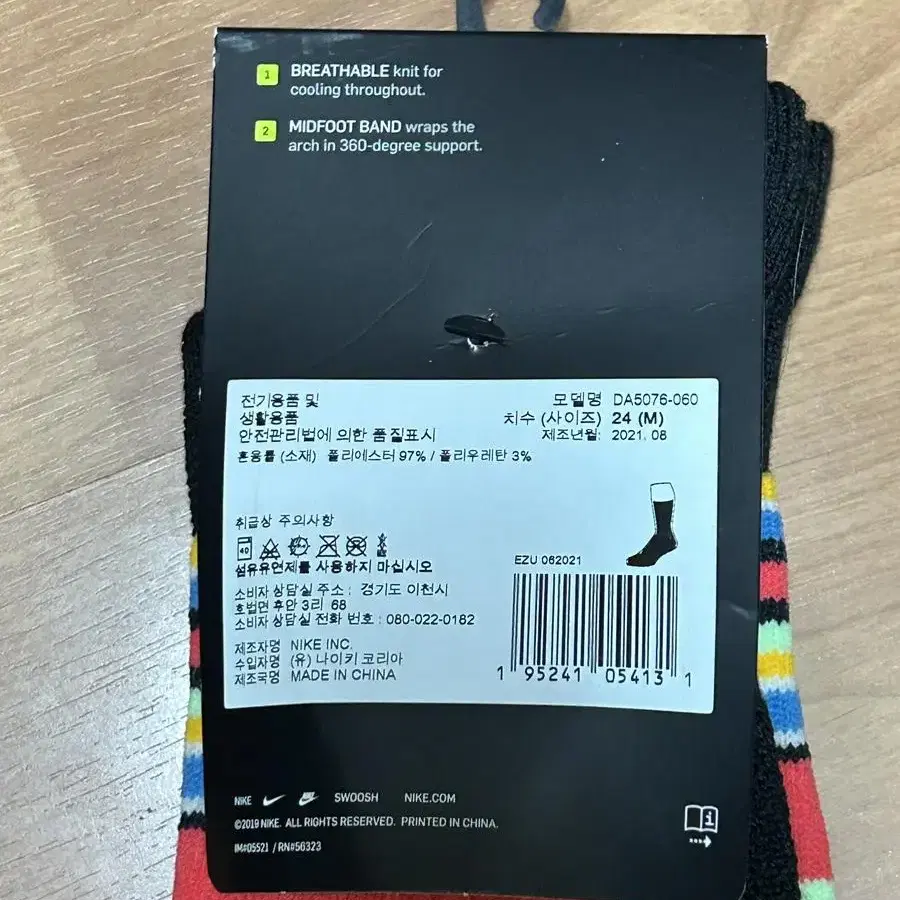 1 BREATHABLE knit for
cooling throughout.
2 MIDFOOT BAND wraps the
arch in 360-degree support.
전기용품 및
생활용품
안전관리법에 의한 품질표시
모델명 DA5076-060
치수 (사이즈) 24 (M)
제조년월: 2021. 08
혼용률 (소재) 폴리에스터 97% / 폴리우레탄 3%
취급상 주의사항
40
섬유유연제를 사용하지 마십시오
소비자 상담실 주소 : 경기도 이천시
호법면 후안 3리 68
소비자 상담실 전화 번호 : 080-022-0182
제조자명 NIKE INC.
수입자명 (유) 나이키 코리아
제조국명 MADE IN CHINA
EZU 062021
1 95241 05413 1
NIKE SWOOSH NIKE.COM
©2019 NIKE. ALL RIGHTS RESERVED. PRINTED IN CHINA.
IM#05521 / RN#56323